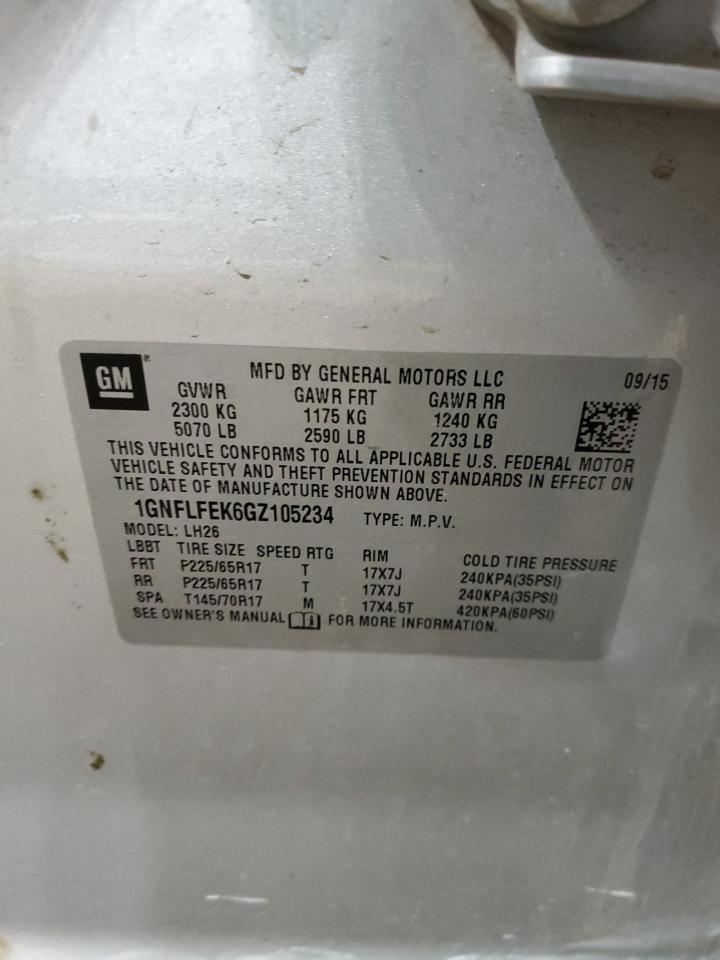 GM
MFD BY GENERAL MOTORS LLC 09/15
GVWR GAWR FRT GAWR RR
2300 KG 1175 KG 1240 KG
5070 LB 2590 LB 2733 LB
THIS VEHICLE CONFORMS TO ALL APPLICABLE U.S. FEDERAL MOTOR
VEHICLE SAFETY AND THEFT PREVENTION STANDARDS IN EFFECT ON
THE DATE OF MANUFACTURE SHOWN ABOVE.
1GNFLFEK6GZ105234 TYPE: M.P.V.
MODEL: LH26
LBBT TIRE SIZE SPEED RTG RIM COLD TIRE PRESSURE
FRT P225/65R17 T 17X7J 240KPA(35PSI)
RR P225/65R17 T 17X7J 240KPA(35PSI)
SPA T145/70R17 M 17X4.5T 420KPA(60PSI)
SEE OWNER'S MANUAL FOR MORE INFORMATION.